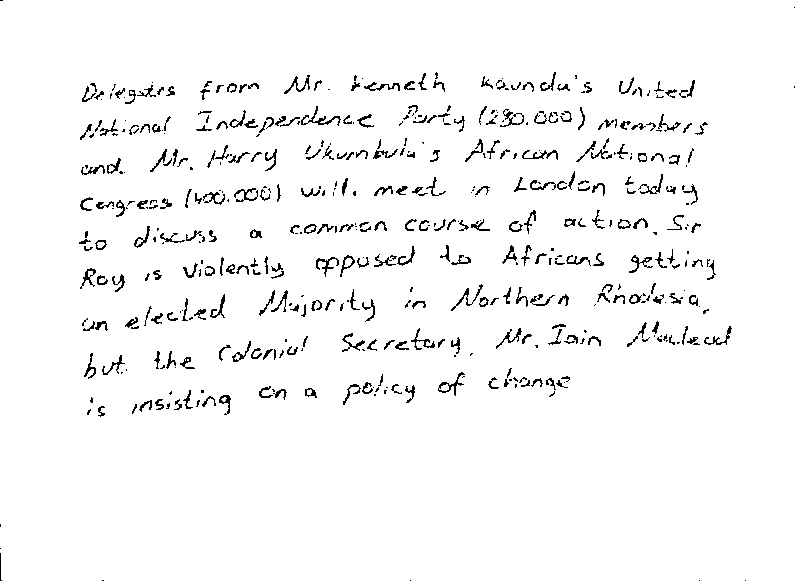 Delegates from Mr. Kenneth Kaunda's United
National Independence Party (280.000) members
and Mr. Harry Ukumbula's African National
Congress (400.000) will. meet in London today
to discuss a common course of action. Sir
Roy is violently opposed to Africans getting
an elected Majority in Northern Rhodesia,
but the Colonial Secretary, Mr. Iain Macleod
is insisting on a policy of change